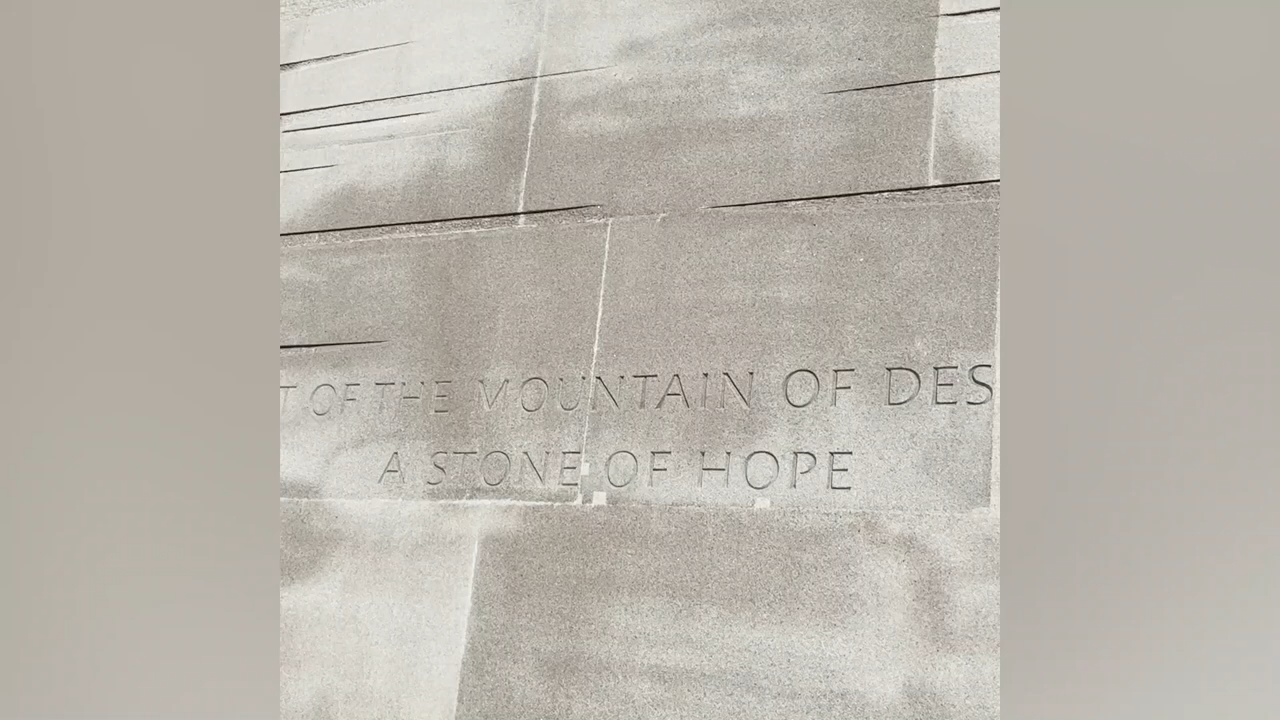 T OF THE MOUNTAIN OF DES
A STONE OF HOPE